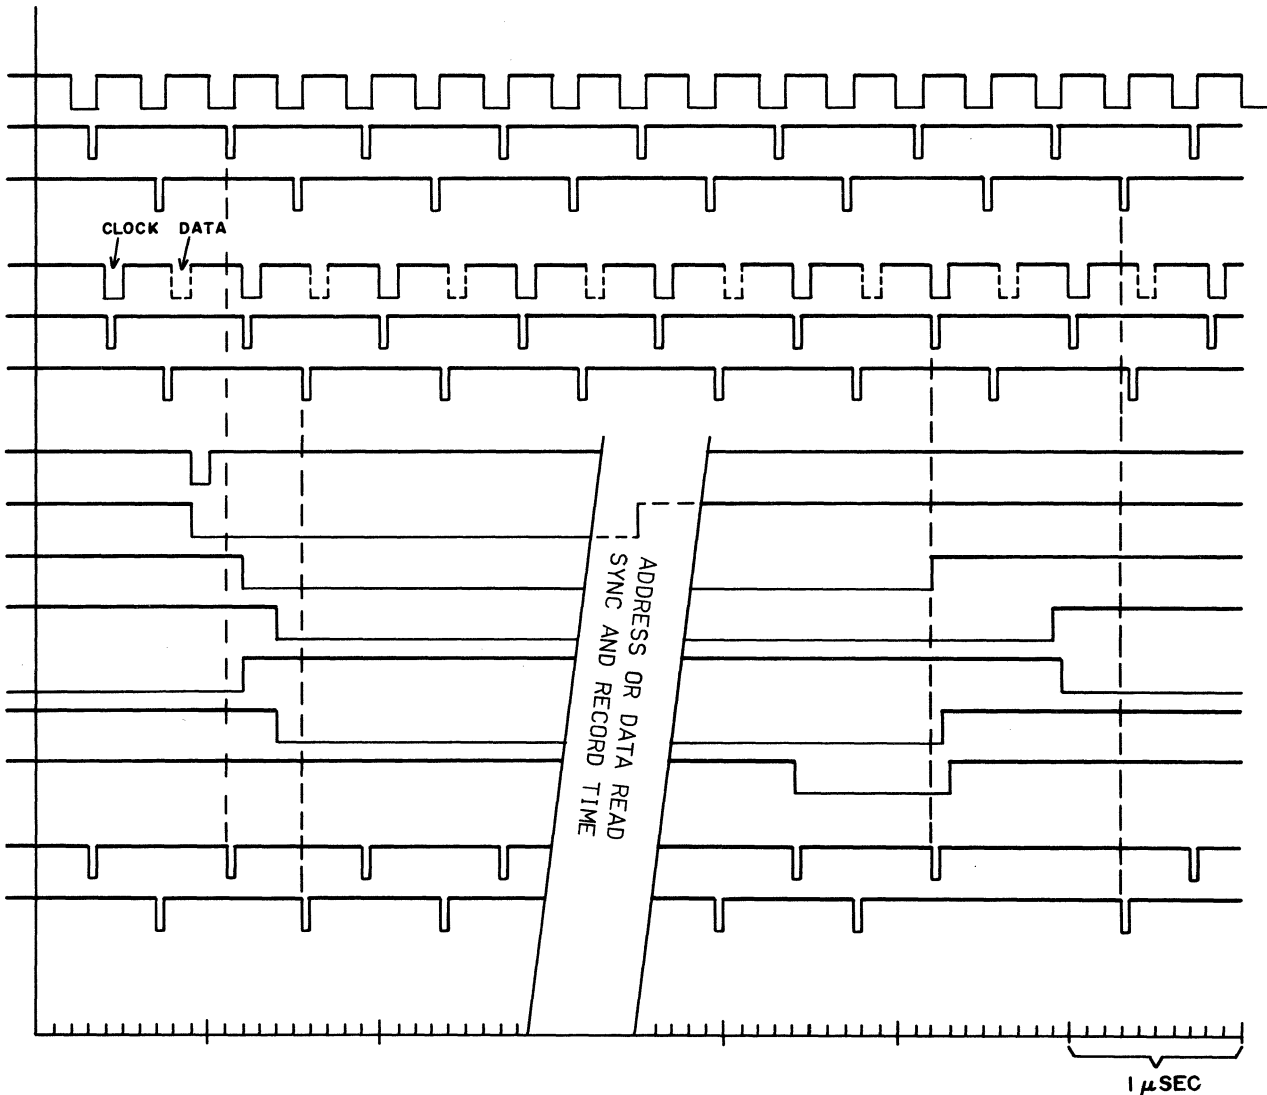 CLOCK DATA
ADDRESS OR DATA READ
SYNC AND RECORD TIME
1 μSEC